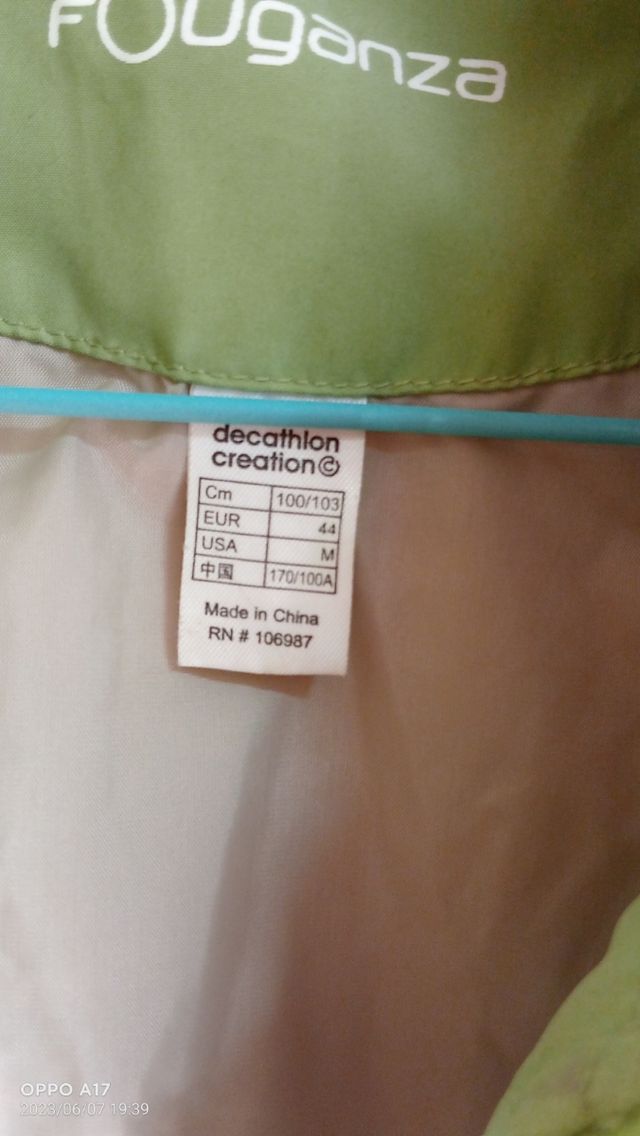 FOUganza
decathlon
creation©
Cm 100/103
EUR 44
USA M
中国 170/100A
Made in China
RN # 106987
OPPO A17
2023/06/07 19:39